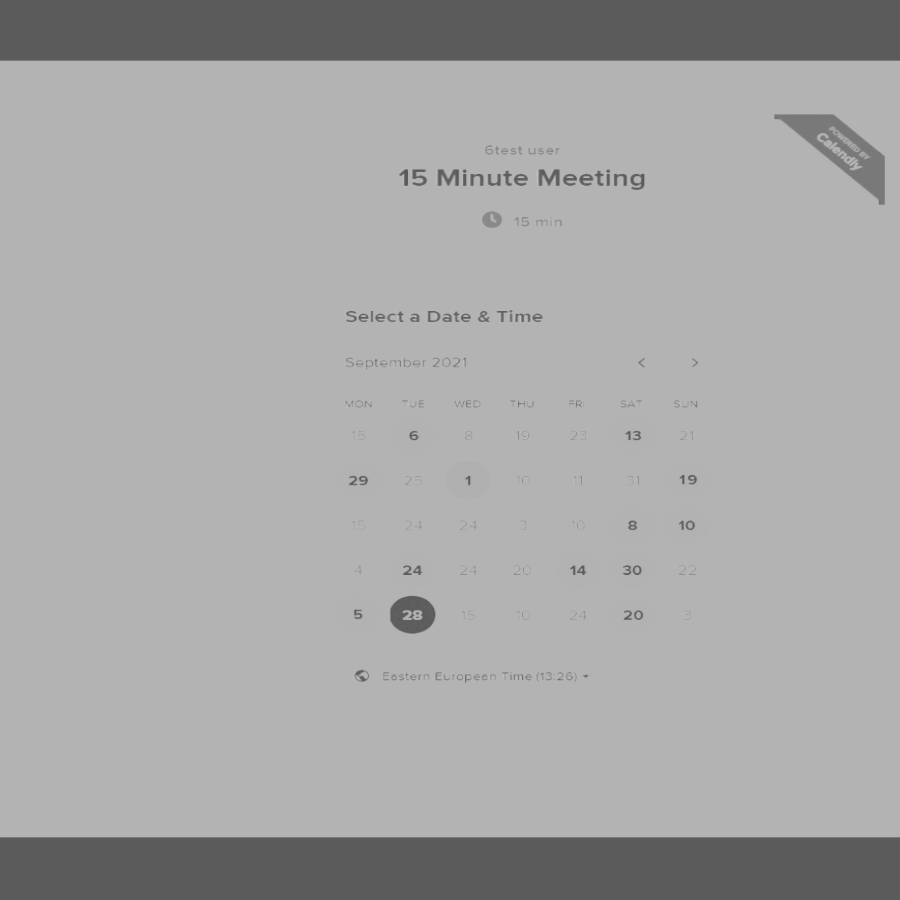 POWERED BY
Calendly
6test user
15 Minute Meeting
15 min
Select a Date & Time
September 2021
MON TUE WED THU FRI SAT SUN
15 6 8 19 23 13 21
29 25 1 10 11 31 19
15 24 24 3 10 8 10
4 24 24 20 14 30 22
5 28 15 10 24 20 3
Eastern European Time (13:26)